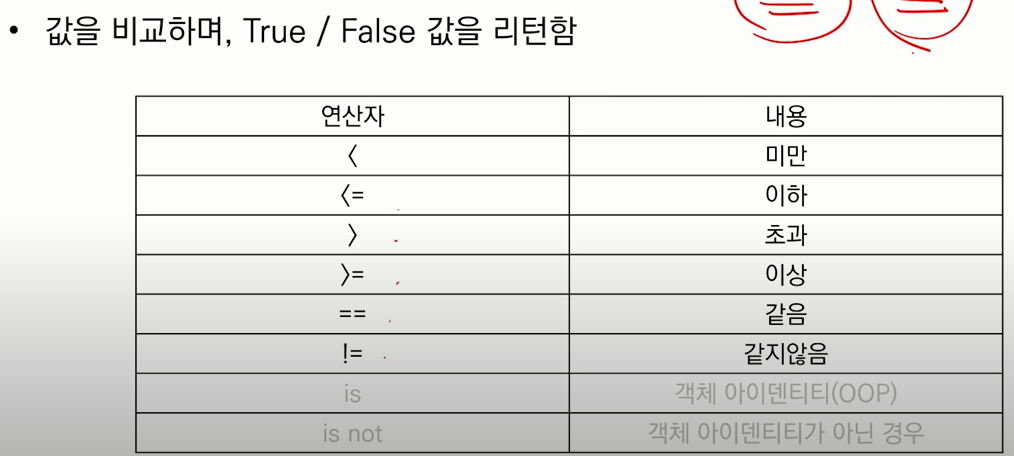 • 값을 비교하며, True / False 값을 리턴함
연산자 내용
< 미만
<= 이하
> 초과
>= 이상
== 같음
!= 같지않음
is 객체 아이덴티티(OOP)
is not 객체 아이덴티티가 아닌 경우